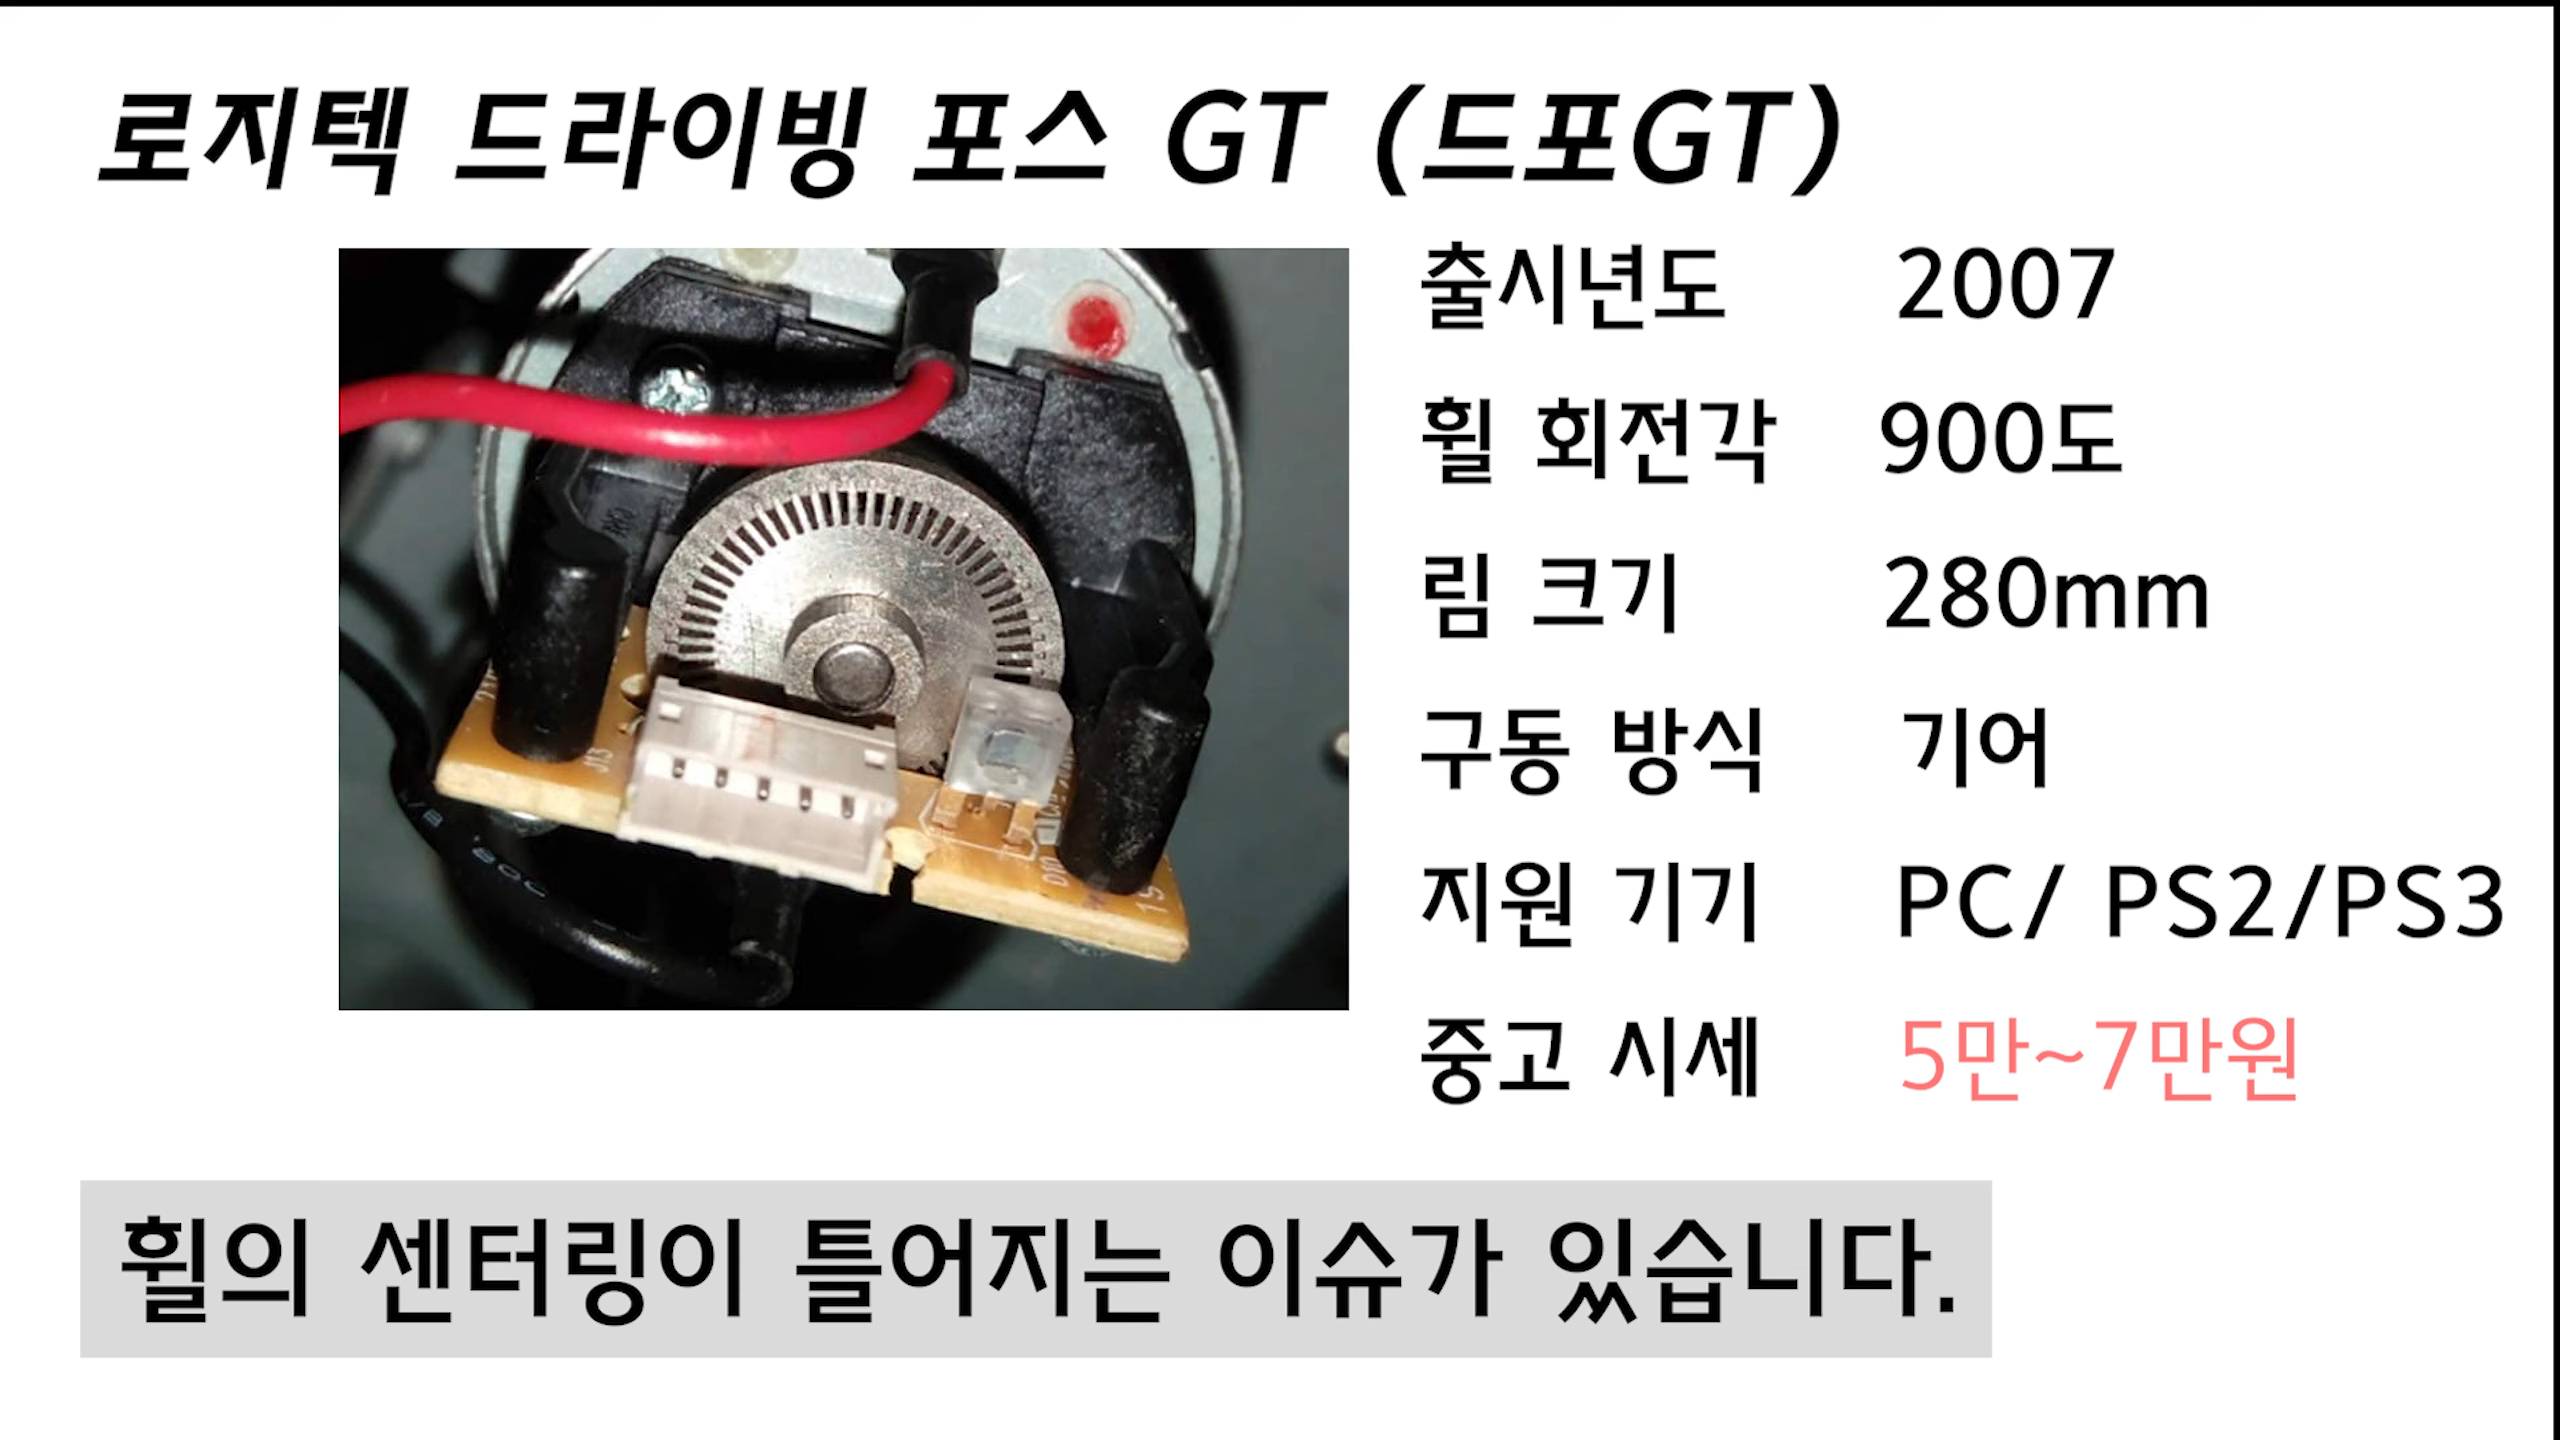 로지텍 드라이빙 포스 GT (드포GT)
출시년도 2007
휠 회전각 900도
림 크기 280mm
구동 방식 기어
지원 기기 PC/ PS2/PS3
중고 시세 5만~7만원
J13
D10
휠의 센터링이 틀어지는 이슈가 있습니다.